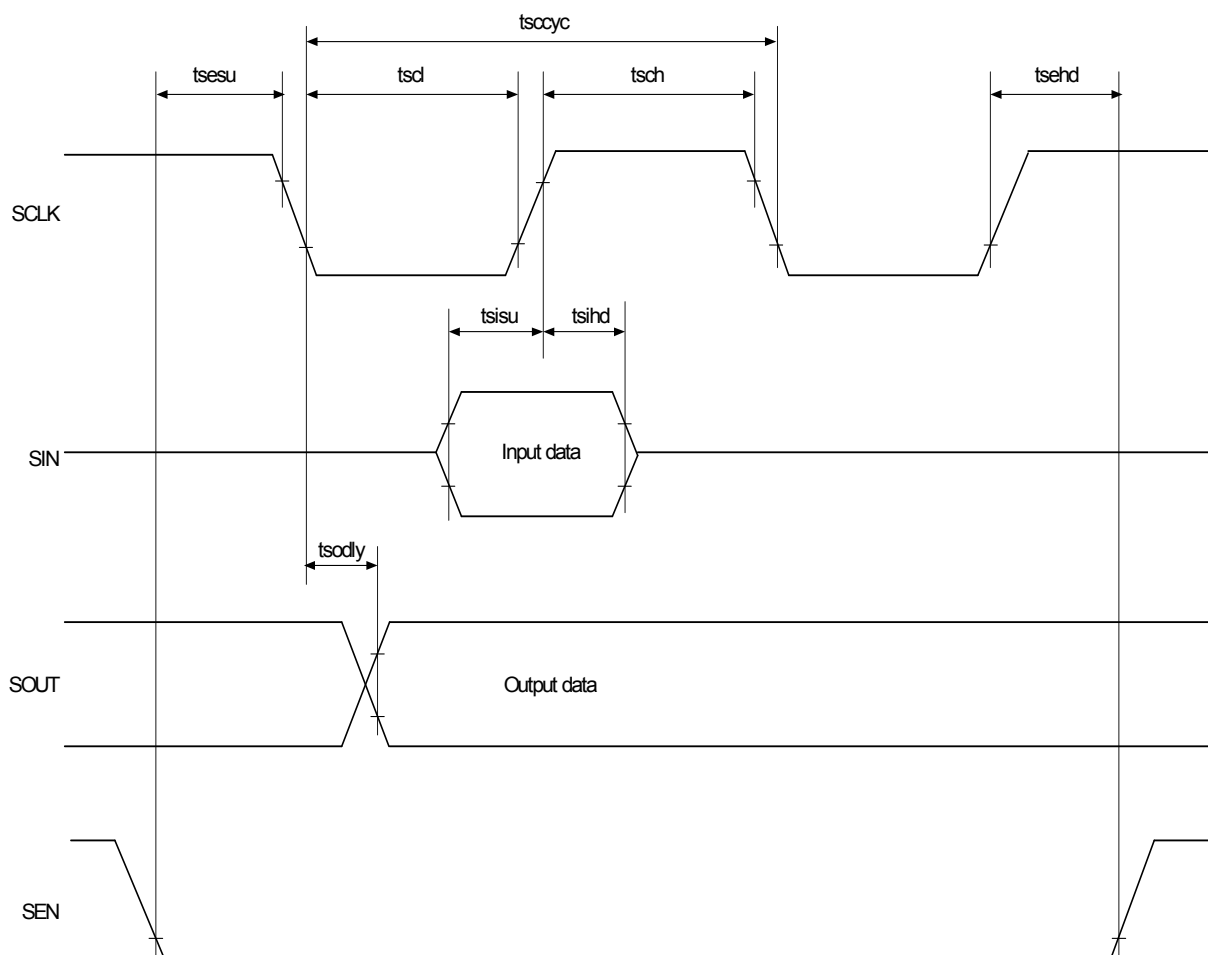 tsccyc
tsesu
tscl
tsch
tsehd
SCLK
tsisu
tsihd
SIN
Input data
tsodly
SOUT
Output data
SEN